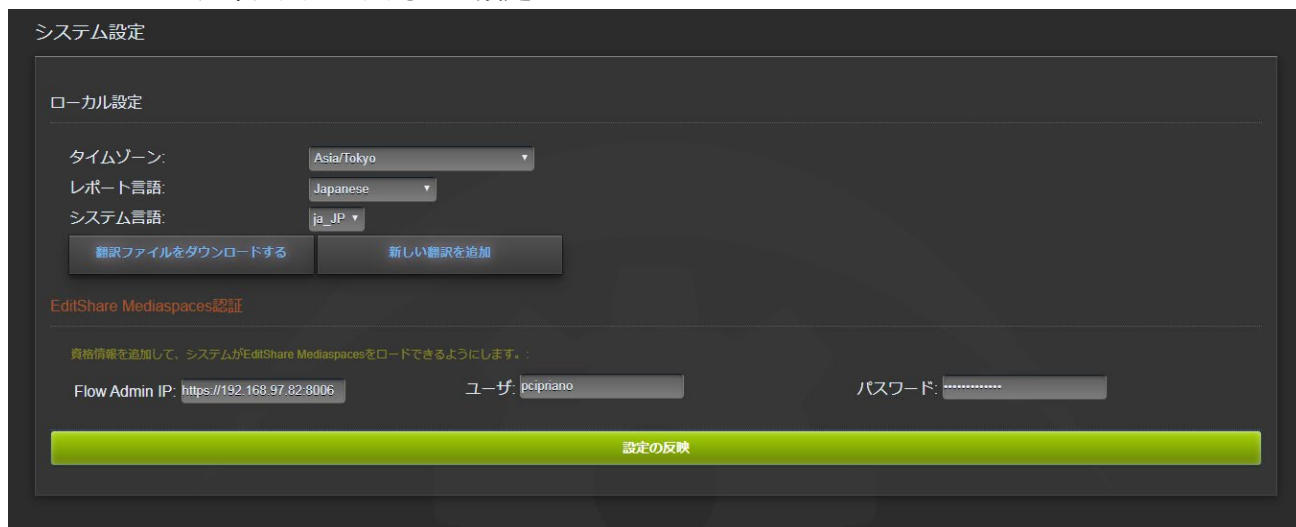 システム設定
ローカル設定
タイムゾーン: Asia/Tokyo
レポート言語: Japanese
システム言語: ja_JP
翻訳ファイルをダウンロードする 新しい翻訳を追加
EditShare Mediaspaces認証
資格情報を追加して、システムがEditShare Mediaspacesをロードできるようにします。:
Flow Admin IP: https://192.168.97.82:8006 ユーザ: pcipriano パスワード: ·············
設定の反映